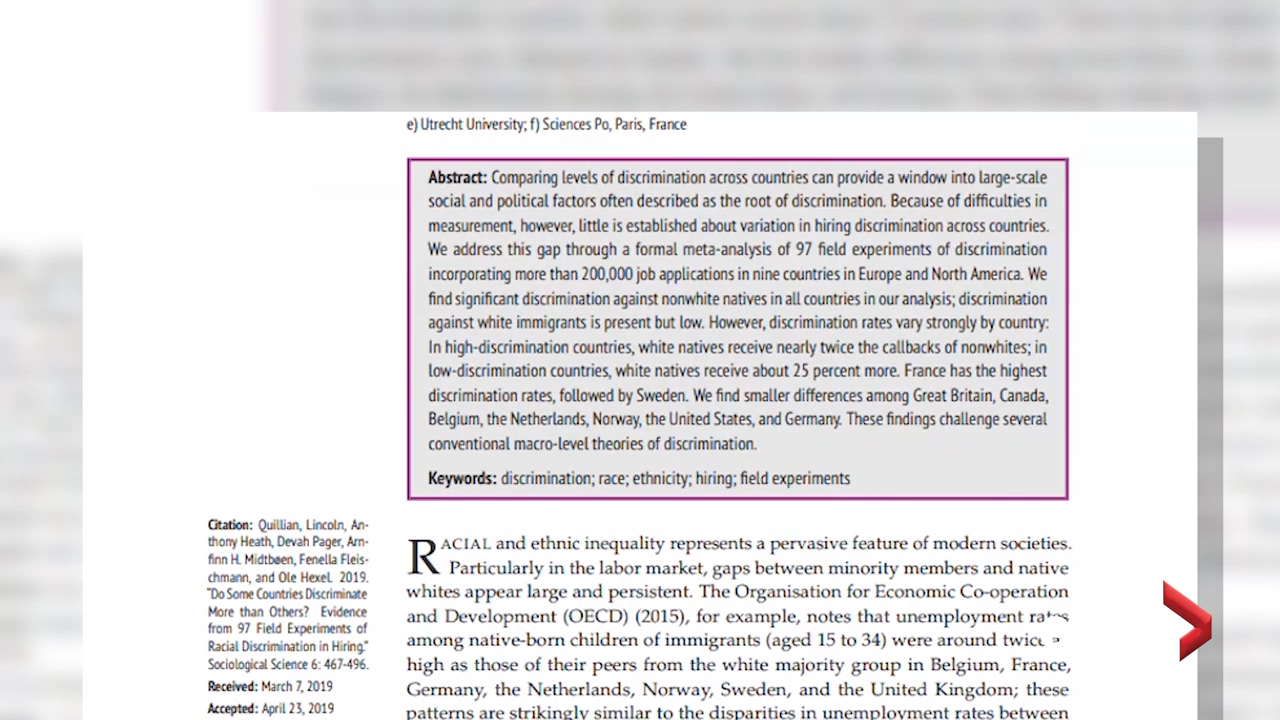 e) Utrecht University; f) Sciences Po, Paris, France
Abstract: Comparing levels of discrimination across countries can provide a window into large-scale
social and political factors often described as the root of discrimination. Because of difficulties in
measurement, however, little is established about variation in hiring discrimination across countries.
We address this gap through a formal meta-analysis of 97 field experiments of discrimination
incorporating more than 200,000 job applications in nine countries in Europe and North America. We
find significant discrimination against nonwhite natives in all countries in our analysis; discrimination
against white immigrants is present but low. However, discrimination rates vary strongly by country:
In high-discrimination countries, white natives receive nearly twice the callbacks of nonwhites; in
low-discrimination countries, white natives receive about 25 percent more. France has the highest
discrimination rates, followed by Sweden. We find smaller differences among Great Britain, Canada,
Belgium, the Netherlands, Norway, the United States, and Germany. These findings challenge several
conventional macro-level theories of discrimination.
Keywords: discrimination; race; ethnicity; hiring; field experiments
Citation: Quillian, Lincoln, An-
thony Heath, Devah Pager, Arn-
finn H. Midtbøen, Fenella Fleis-
chmann, and Ole Hexel. 2019.
"Do Some Countries Discriminate
More than Others? Evidence
from 97 Field Experiments of
Racial Discrimination in Hiring."
Sociological Science 6: 467-496.
Received: March 7, 2019
Accepted: April 23, 2019
RACIAL and ethnic inequality represents a pervasive feature of modern societies.
Particularly in the labor market, gaps between minority members and native
whites appear large and persistent. The Organisation for Economic Co-operation
and Development (OECD) (2015), for example, notes that unemployment rates
among native-born children of immigrants (aged 15 to 34) were around twice
high as those of their peers from the white majority group in Belgium, France,
Germany, the Netherlands, Norway, Sweden, and the United Kingdom; these
patterns are strikingly similar to the disparities in unemployment rates between